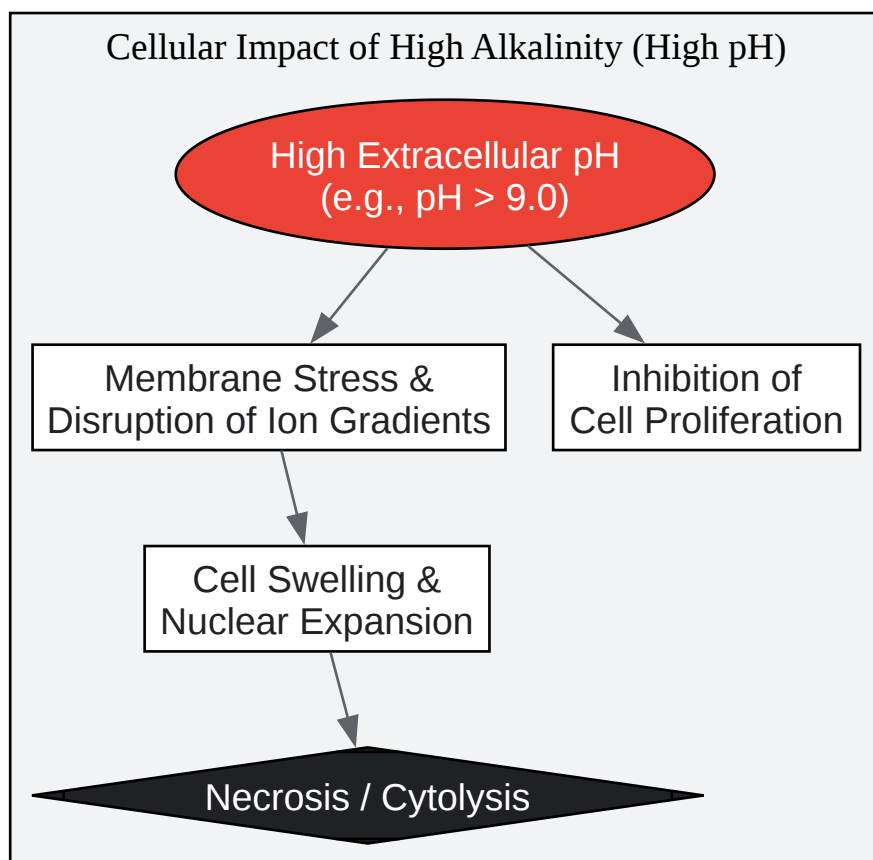 Cellular Impact of High Alkalinity (High pH)
High Extracellular pH
(e.g., pH > 9.0)
Membrane Stress &
Disruption of Ion Gradients
Inhibition of
Cell Proliferation
Cell Swelling &
Nuclear Expansion
Necrosis / Cytolysis